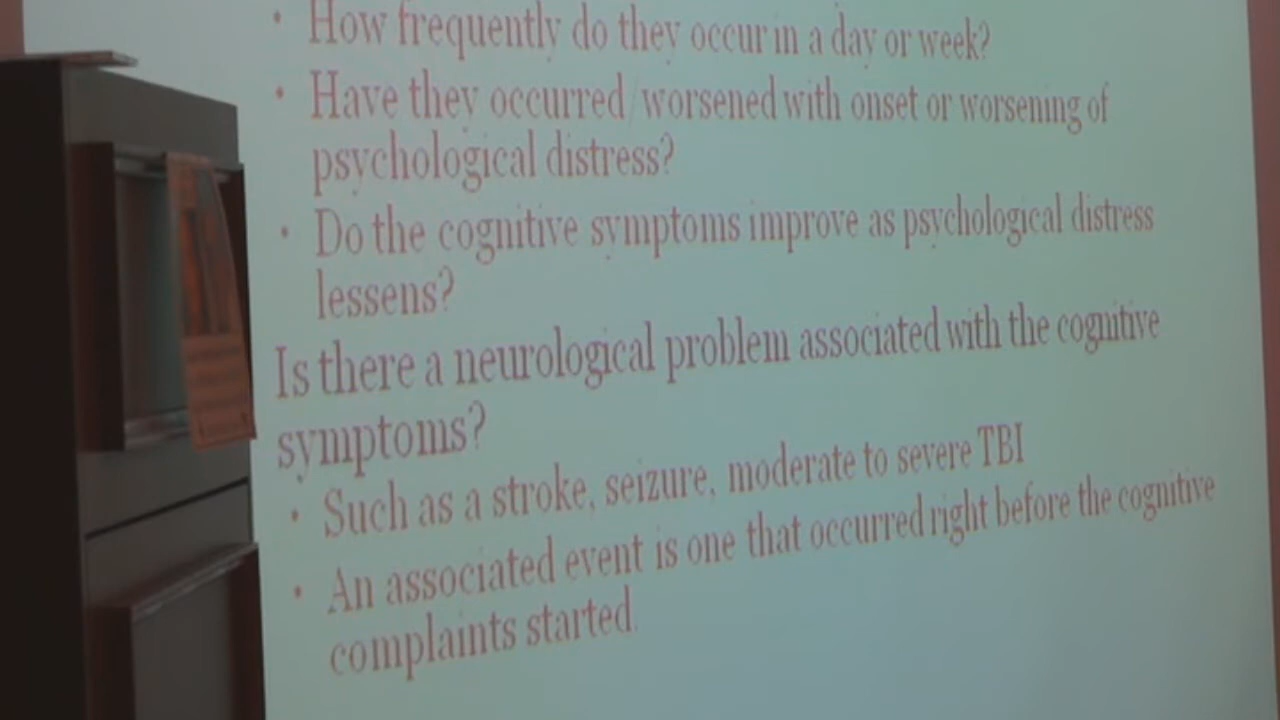 • How frequently do they occur in a day or week?
• Have they occurred/worsened with onset or worsening of
psychological distress?
• Do the cognitive symptoms improve as psychological distress
lessens?
Is there a neurological problem associated with the cognitive
symptoms?
• Such as a stroke, seizure, moderate to severe TBI
• An associated event is one that occurred right before the cognitive
complaints started.